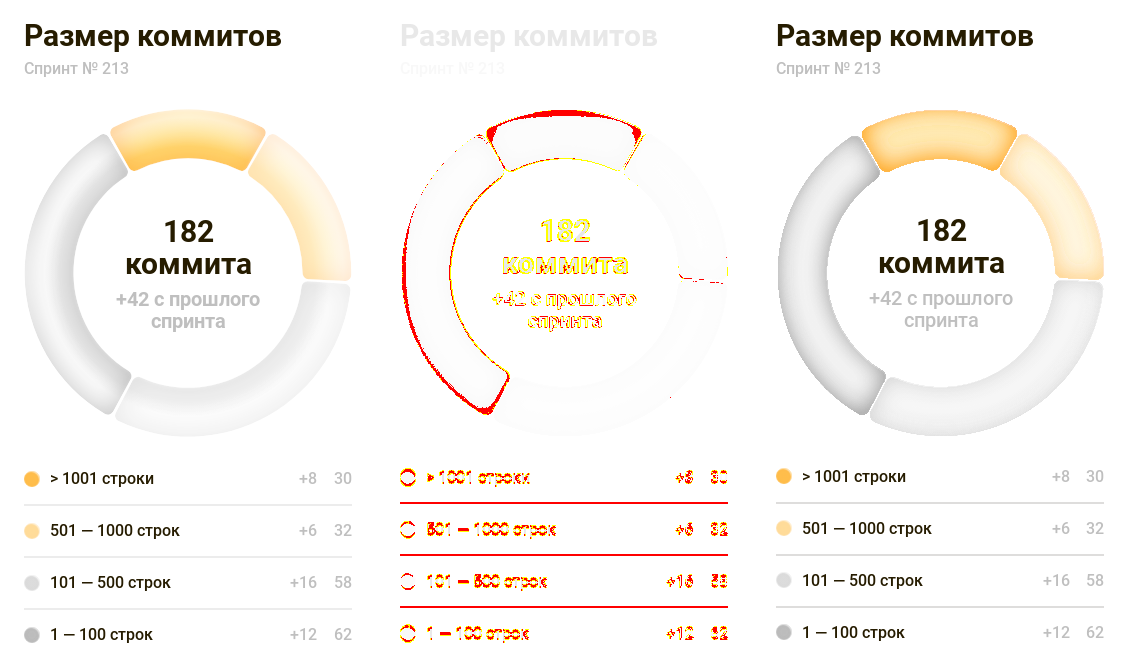 Размер коммитов
Спринт № 213
182
коммита
+42 с прошлого
спринта
> 1001 строки +8 30
501 — 1000 строк +6 32
101 — 500 строк +16 58
1 — 100 строк +12 62
Размер коммитов
Спринт № 213
182
коммита
+42 с прошлого
спринта
> 1001 строки +8 30
501 — 1000 строк +6 32
101 — 500 строк +16 58
1 — 100 строк +12 62
Размер коммитов
Спринт № 213
182
коммита
+42 с прошлого
спринта
> 1001 строки +8 30
501 — 1000 строк +6 32
101 — 500 строк +16 58
1 — 100 строк +12 62